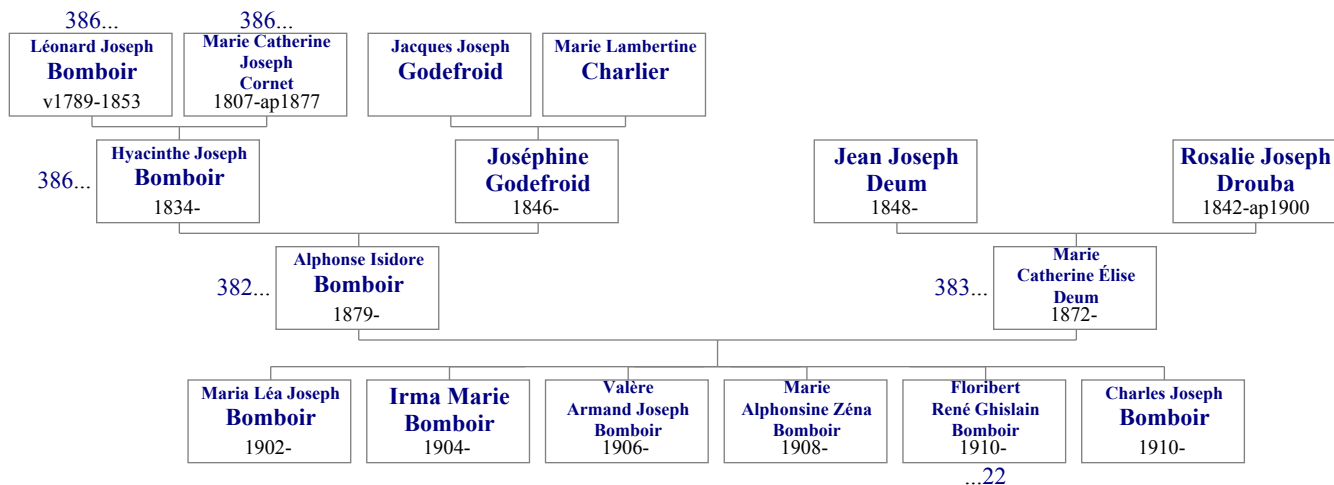 386...
386...
Léonard Joseph
Bomboir
v1789-1853
Marie Catherine
Joseph
Cornet
1807-ap1877
Jacques Joseph
Godefroid
Marie Lambertine
Charlier
386...
Hyacinthe Joseph
Bomboir
1834-
Joséphine
Godefroid
1846-
Jean Joseph
Deum
1848-
Rosalie Joseph
Drouba
1842-ap1900
382...
Alphonse Isidore
Bomboir
1879-
383...
Marie
Catherine Élise
Deum
1872-
Maria Léa Joseph
Bomboir
1902-
Irma Marie
Bomboir
1904-
Valère
Armand Joseph
Bomboir
1906-
Marie
Alphonsine Zéna
Bomboir
1908-
Floribert
René Ghislain
Bomboir
1910-
...22
Charles Joseph
Bomboir
1910-